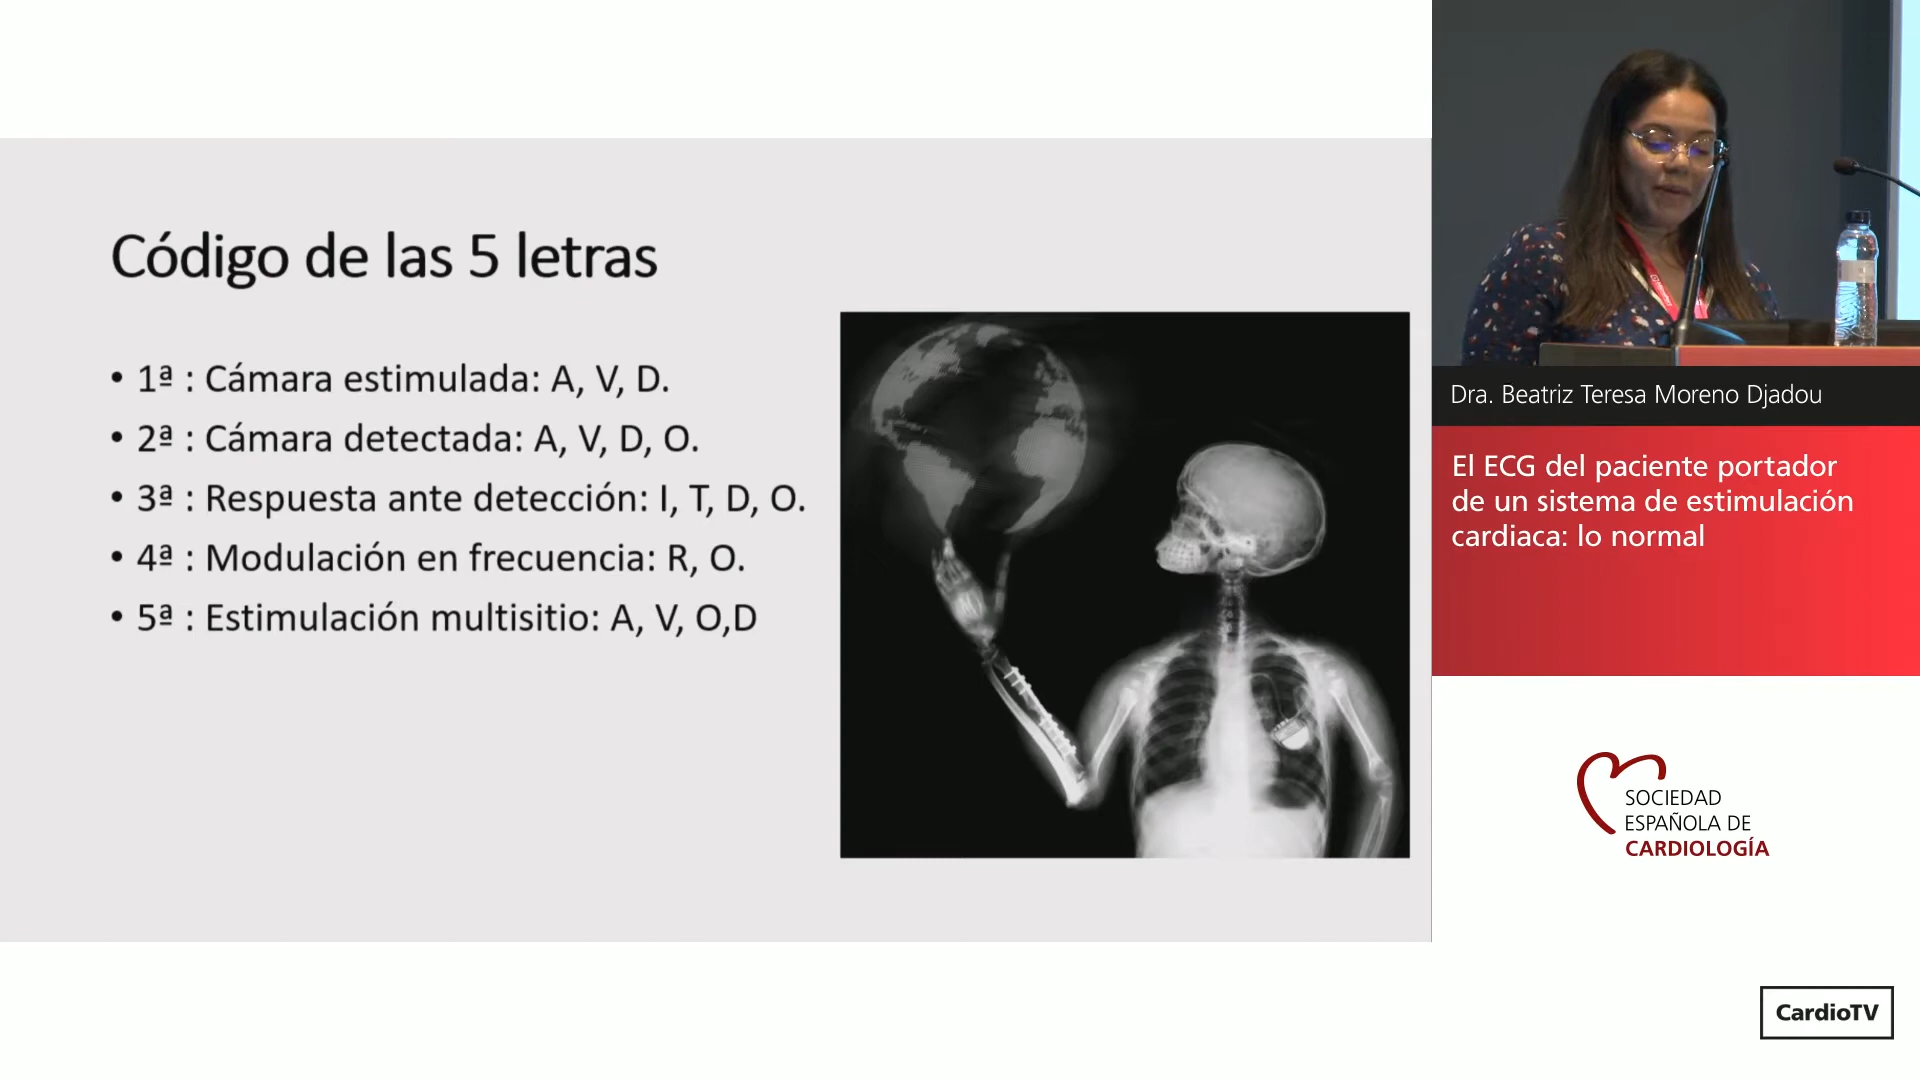 Código de las 5 letras
• 1ª : Cámara estimulada: A, V, D.
• 2ª : Cámara detectada: A, V, D, O.
• 3ª : Respuesta ante detección: I, T, D, O.
• 4ª : Modulación en frecuencia: R, O.
• 5ª : Estimulación multisitio: A, V, O,D
Dra. Beatriz Teresa Moreno Djadou
El ECG del paciente portador
de un sistema de estimulación
cardiaca: lo normal
SOCIEDAD
ESPAÑOLA DE
CARDIOLOGÍA
CardioTV